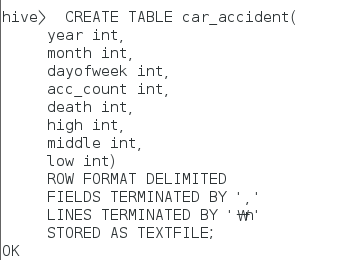 hive>  CREATE TABLE car_accident(
year int,
month int,
dayofweek int,
acc_count int,
death int,
high int,
middle int,
low int)
ROW FORMAT DELIMITED
FIELDS TERMINATED BY ','
LINES TERMINATED BY '₩n'
STORED AS TEXTFILE;
OK